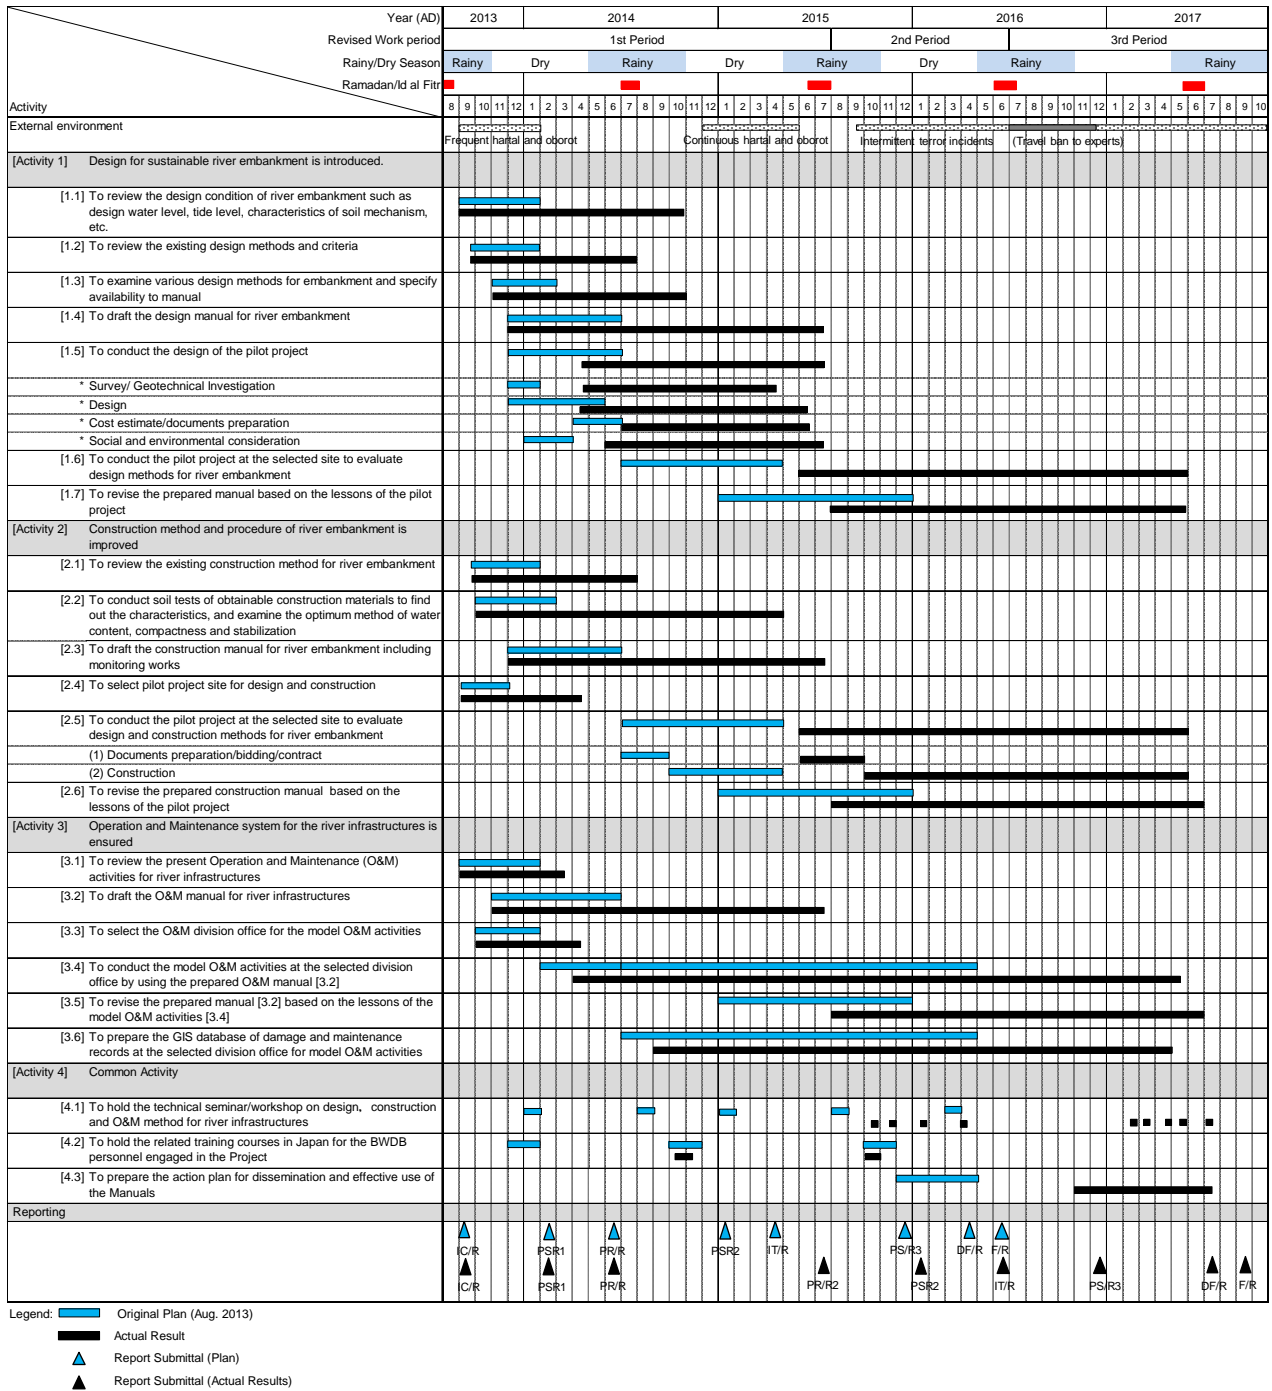 Year (AD) 2013 2014 2015 2016 2017
Revised Work period 1st Period 2nd Period 3rd Period
Rainy/Dry Season Rainy Dry Rainy Dry Rainy Dry Rainy Rainy
Ramadan/Id al Fitr
Activity 8 9 10 11 12 1 2 3 4 5 6 7 8 9 10 11 12 1 2 3 4 5 6 7 8 9 10 11 12 1 2 3 4 5 6 7 8 9 10 11 12 1 2 3 4 5 6 7 8 9 10
External environment
Frequent hartal and oborot Continuous hartal and oborot Intermittent terror incidents (Travel ban to experts)
[Activity 1] Design for sustainable river embankment is introduced.
[1.1] To review the design condition of river embankment such as
design water level, tide level, characteristics of soil mechanism,
etc.
[1.2] To review the existing design methods and criteria
[1.3] To examine various design methods for embankment and specify
availability to manual
[1.4] To draft the design manual for river embankment
[1.5] To conduct the design of the pilot project
* Survey/ Geotechnical Investigation
* Design
* Cost estimate/documents preparation
* Social and environmental consideration
[1.6] To conduct the pilot project at the selected site to evaluate
design methods for river embankment
[1.7] To revise the prepared manual based on the lessons of the pilot
project
[Activity 2] Construction method and procedure of river embankment is
improved
[2.1] To review the existing construction method for river embankment
[2.2] To conduct soil tests of obtainable construction materials to find
out the characteristics, and examine the optimum method of water
content, compactness and stabilization
[2.3] To draft the construction manual for river embankment including
monitoring works
[2.4] To select pilot project site for design and construction
[2.5] To conduct the pilot project at the selected site to evaluate
design and construction methods for river embankment
(1) Documents preparation/bidding/contract
(2) Construction
[2.6] To revise the prepared construction manual based on the
lessons of the pilot project
[Activity 3] Operation and Maintenance system for the river infrastructures is
ensured
[3.1] To review the present Operation and Maintenance (O&M)
activities for river infrastructures
[3.2] To draft the O&M manual for river infrastructures
[3.3] To select the O&M division office for the model O&M activities
[3.4] To conduct the model O&M activities at the selected division
office by using the prepared O&M manual [3.2]
[3.5] To revise the prepared manual [3.2] based on the lessons of the
model O&M activities [3.4]
[3.6] To prepare the GIS database of damage and maintenance
records at the selected division office for model O&M activities
[Activity 4] Common Activity
[4.1] To hold the technical seminar/workshop on design, construction
and O&M method for river infrastructures
[4.2] To hold the related training courses in Japan for the BWDB
personnel engaged in the Project
[4.3] To prepare the action plan for dissemination and effective use of
the Manuals
Reporting
IC/R PSR1 PR/R PSR2 IT/R PS/R3 DF/R F/R
IC/R PSR1 PR/R PR/R2 PSR2 IT/R PS/R3 DF/R F/R
Legend: Original Plan (Aug. 2013)
Actual Result
Report Submittal (Plan)
Report Submittal (Actual Results)